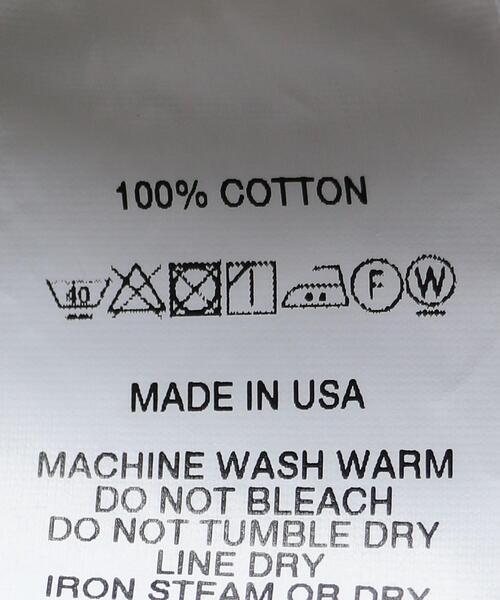 100% COTTON
40 F W
MADE IN USA
MACHINE WASH WARM
DO NOT BLEACH
DO NOT TUMBLE DRY
LINE DRY
IRON STEAM OR DRY